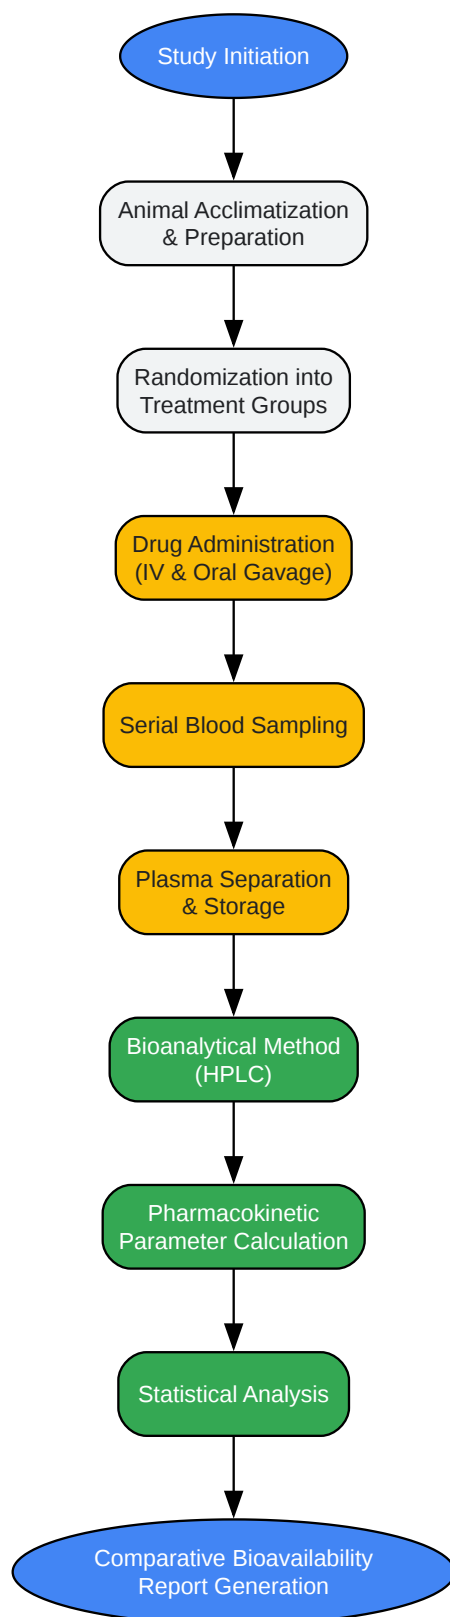 Study Initiation
Animal Acclimatization
& Preparation
Randomization into
Treatment Groups
Drug Administration
(IV & Oral Gavage)
Serial Blood Sampling
Plasma Separation
& Storage
Bioanalytical Method
(HPLC)
Pharmacokinetic
Parameter Calculation
Statistical Analysis
Comparative Bioavailability
Report Generation